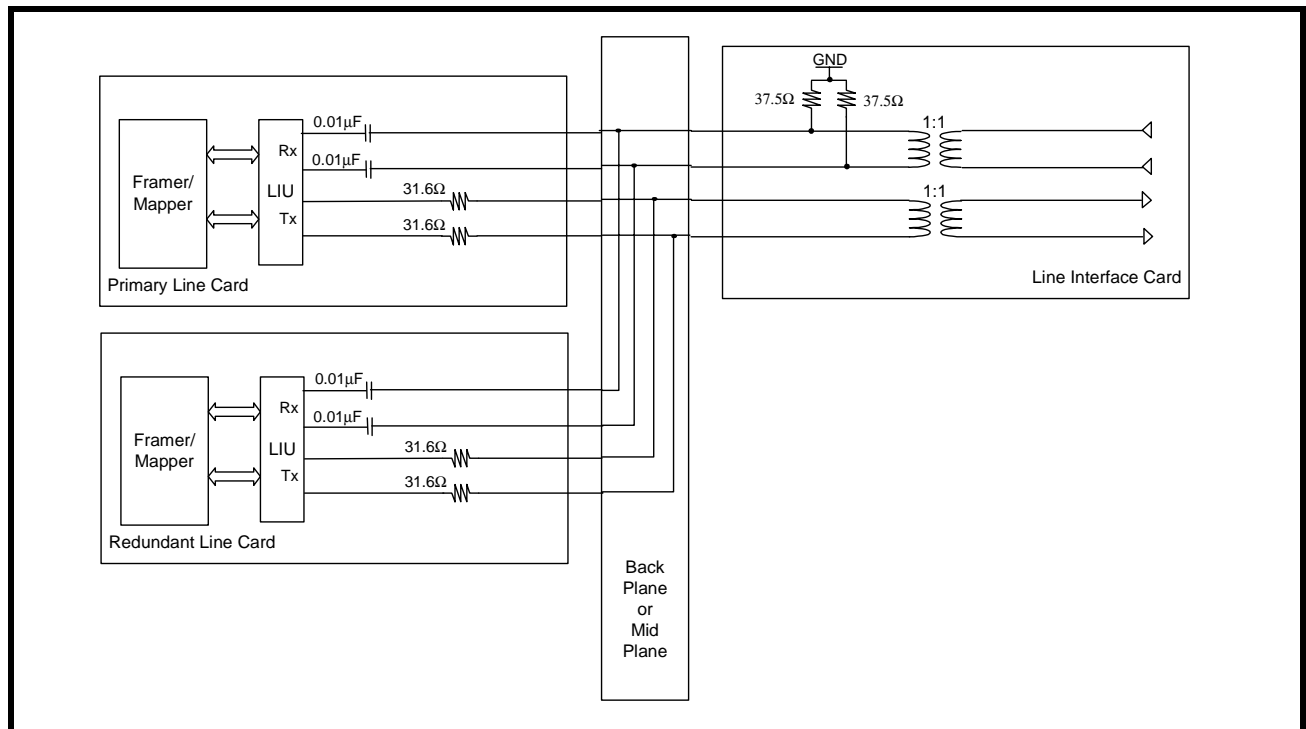 GND
37.5Ω
37.5Ω
0.01μF
1:1
Rx
0.01μF
Framer/
Mapper
LIU
31.6Ω
1:1
Tx
31.6Ω
Primary Line Card
Line Interface Card
0.01μF
Rx
0.01μF
Framer/
Mapper
LIU
31.6Ω
Tx
31.6Ω
Redundant Line Card
Back
Plane
or
Mid
Plane